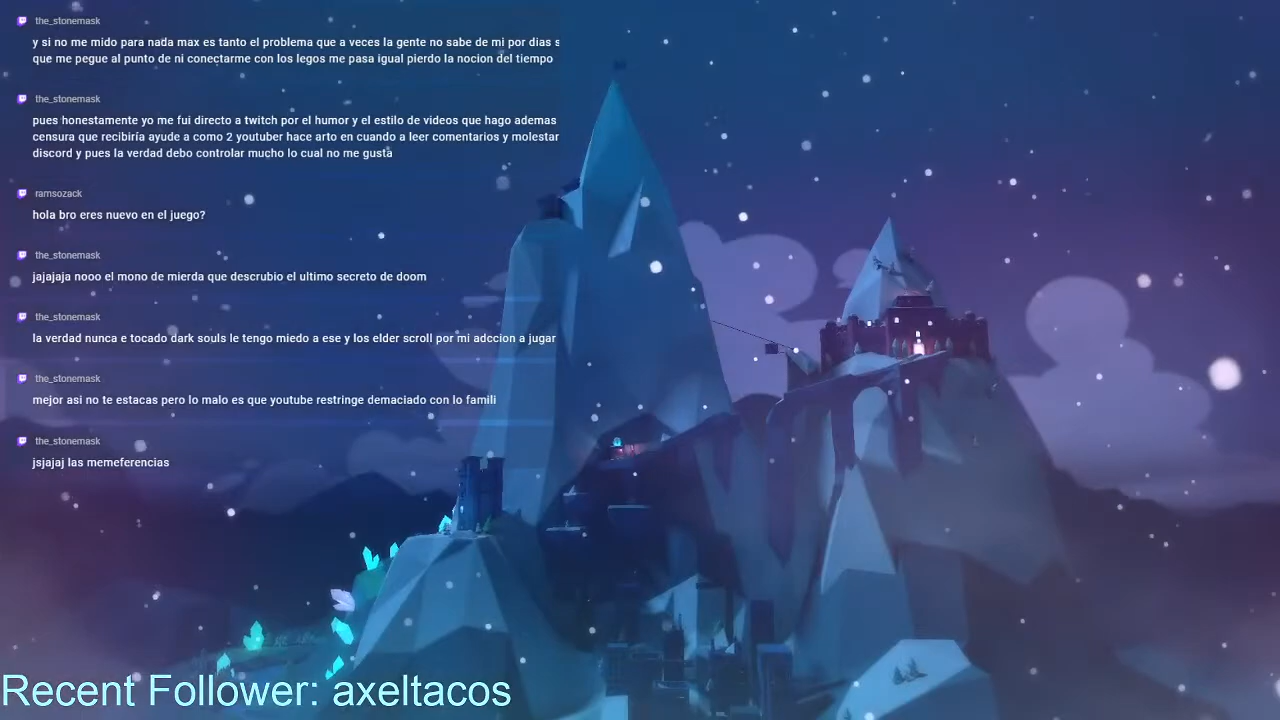 the_stonemask
y si no me mido para nada max es tanto el problema que a veces la gente no sabe de mi por dias s
que me pegue al punto de ni conectarme con los legos me pasa igual pierdo la nocion del tiempo
the_stonemask
pues honestamente yo me fui directo a twitch por el humor y el estilo de videos que hago ademas
censura que recibiría ayude a como 2 youtuber hace arto en cuando a leer comentarios y molestar
discord y pues la verdad debo controlar mucho lo cual no me gusta
ramsozack
hola bro eres nuevo en el juego?
the_stonemask
jajajaja nooo el mono de mierda que descrubio el ultimo secreto de doom
the_stonemask
la verdad nunca e tocado dark souls le tengo miedo a ese y los elder scroll por mi adccion a jugar
the_stonemask
mejor asi no te estacas pero lo malo es que youtube restringe demaciado con lo famili
the_stonemask
jsjajaj las memeferencias
Recent Follower: axeltacos